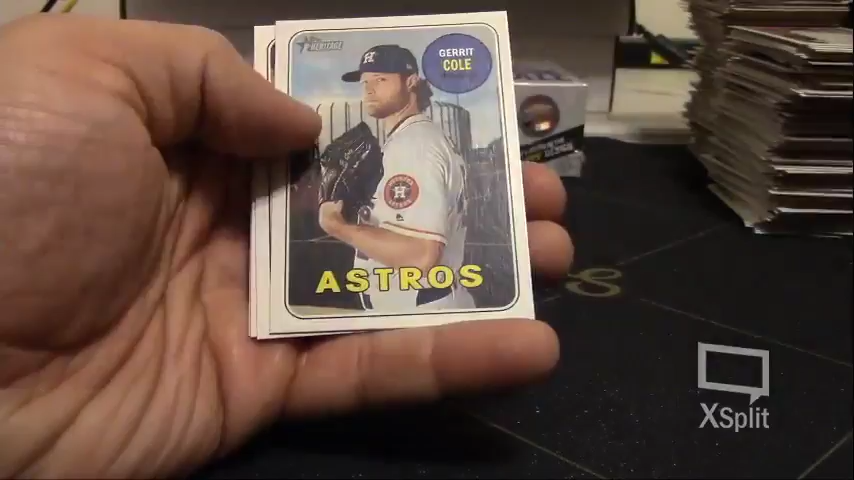 HERITAGE
GERRIT
COLE
ASTROS
XSplit